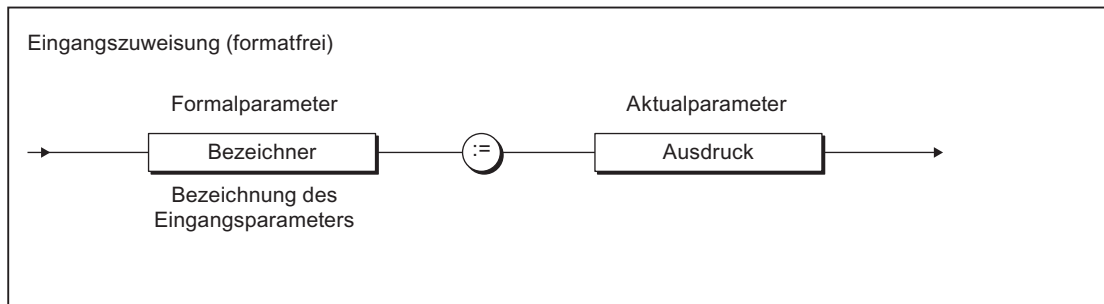 Eingangszuweisung (formatfrei)
Formalparameter
Aktualparameter
Bezeichner
:=
Ausdruck
Bezeichnung des
Eingangsparameters